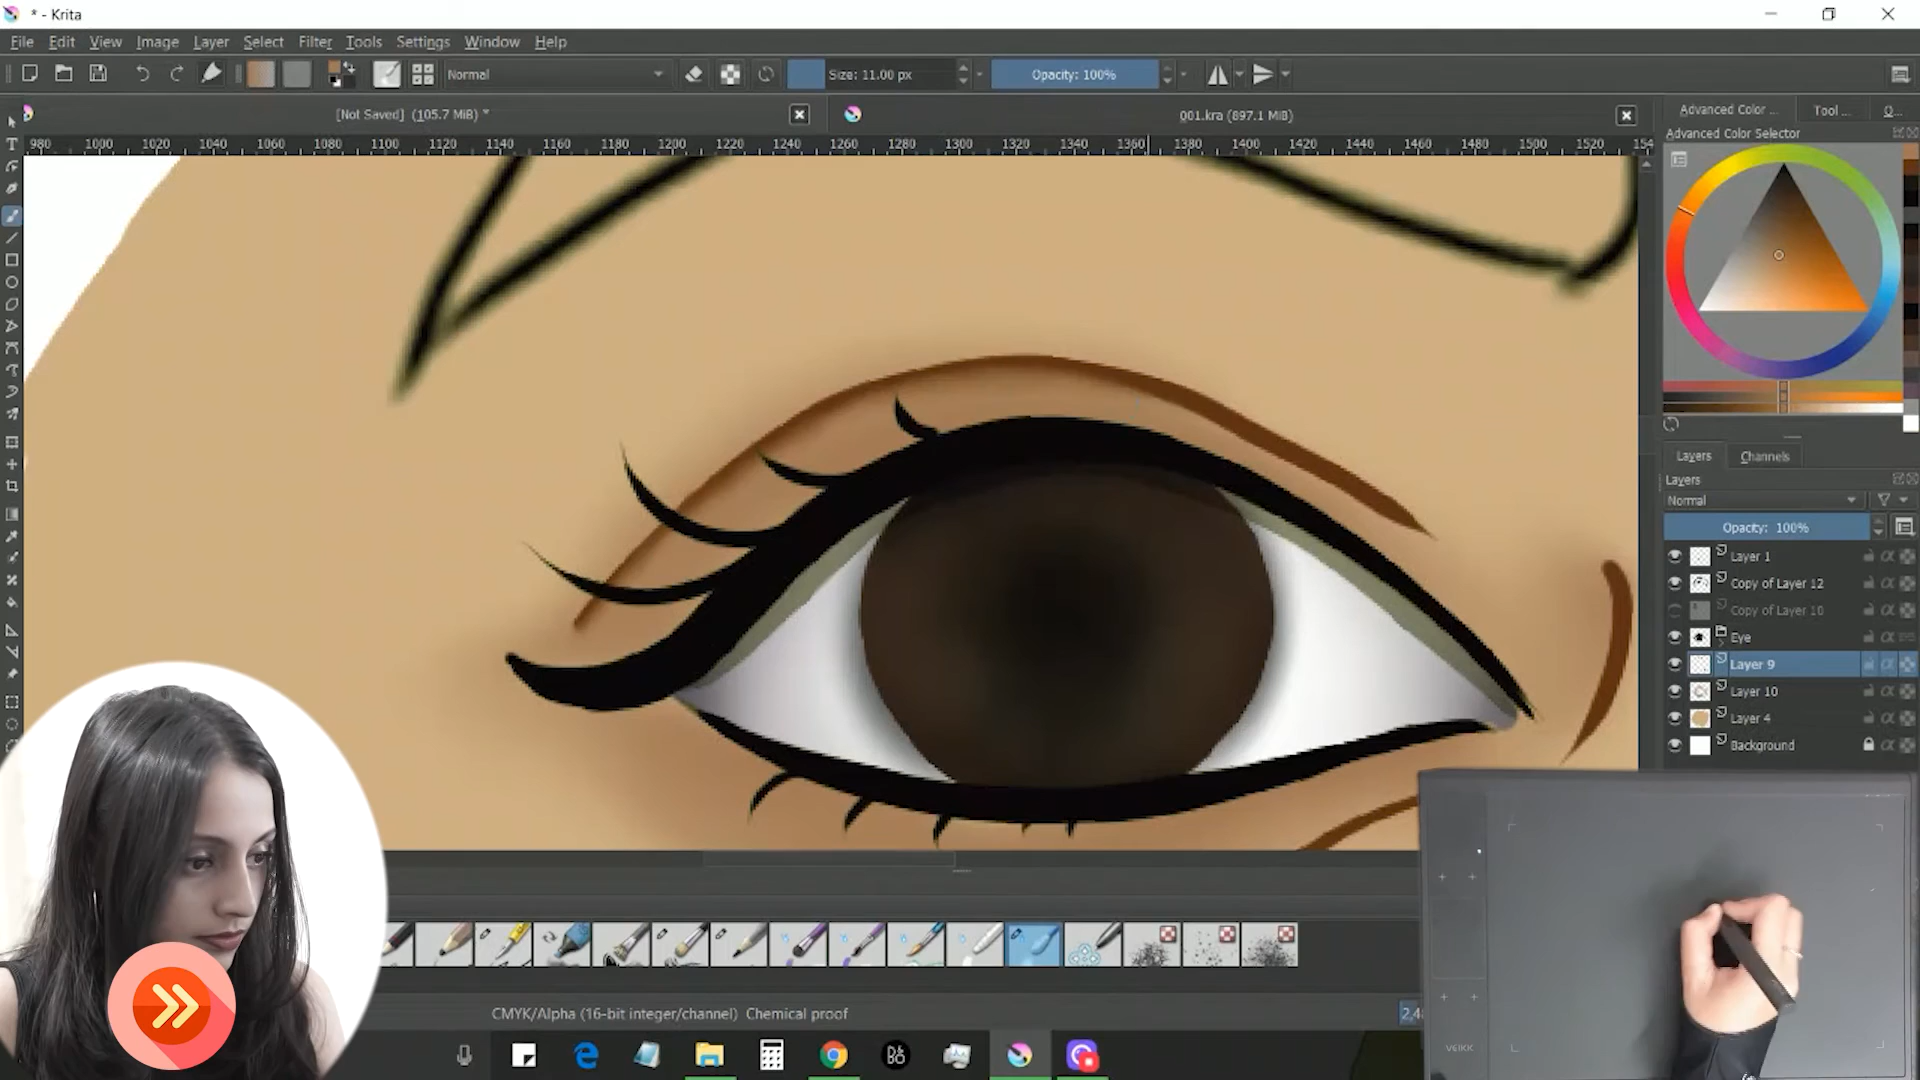 * - Krita
File Edit View Image Layer Select Filter Tools Settings Window Help
Normal Size: 11.00 px Opacity: 100%
[Not Saved] (105.7 MiB) * 001.kra (897.1 MiB) Advanced Color ... Tool ... O...
Advanced Color Selector
980 1000 1020 1040 1060 1080 1100 1120 1140 1160 1180 1200 1220 1240 1260 1280 1300 1320 1340 1360 1380 1400 1420 1440 1460 1480 1500 1520 154
Layers Channels
Layers
Normal
Opacity: 100%
Layer 1
Copy of Layer 12
Copy of Layer 10
Eye
Layer 9
Layer 10
Layer 4
Background
CMYK/Alpha (16-bit integer/channel) Chemical proof
VEIKK